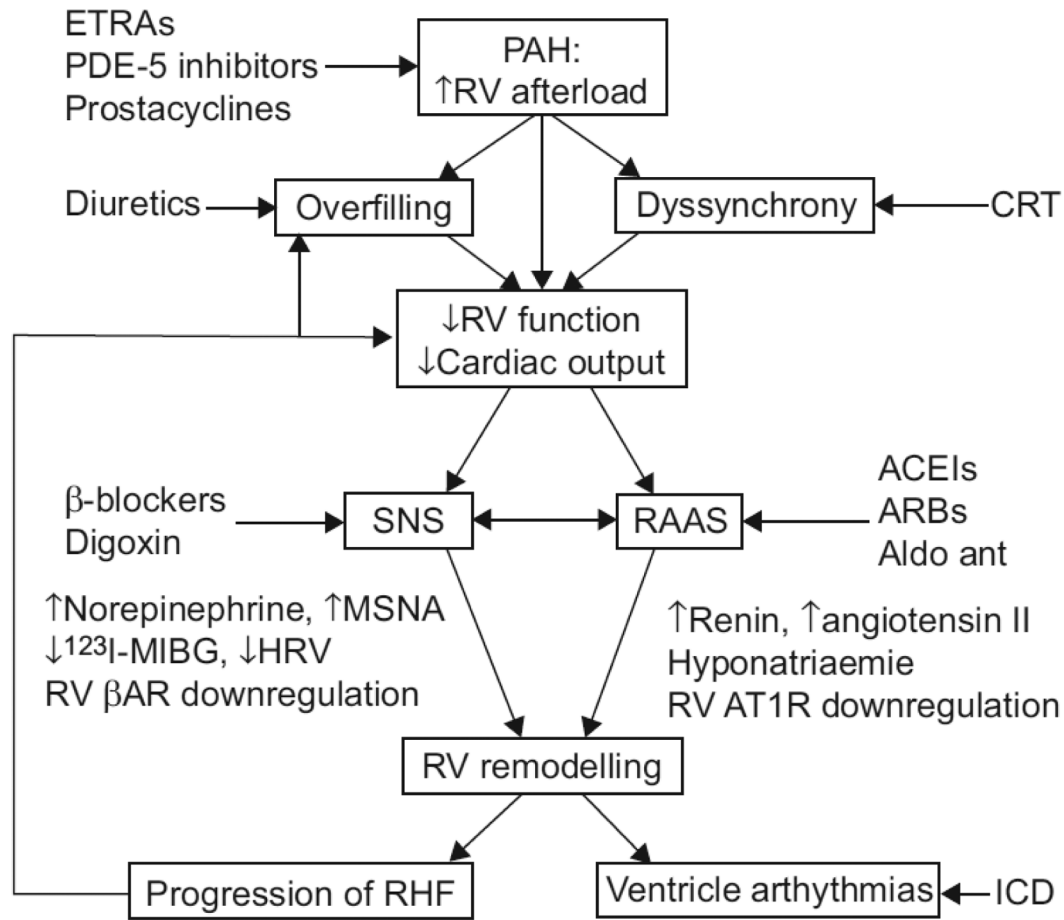 ETRAs
PDE-5 inhibitors
Prostacyclines
PAH:
↑RV afterload
Diuretics
Overfilling
Dyssynchrony
CRT
↓RV function
↓Cardiac output
β-blockers
Digoxin
SNS
RAAS
ACEIs
ARBs
Aldo ant
↑Norepinephrine, ↑MSNA
↓¹²³I-MIBG, ↓HRV
RV βAR downregulation
↑Renin, ↑angiotensin II
Hyponatriaemie
RV AT1R downregulation
RV remodelling
Progression of RHF
Ventricle arthythmias
ICD